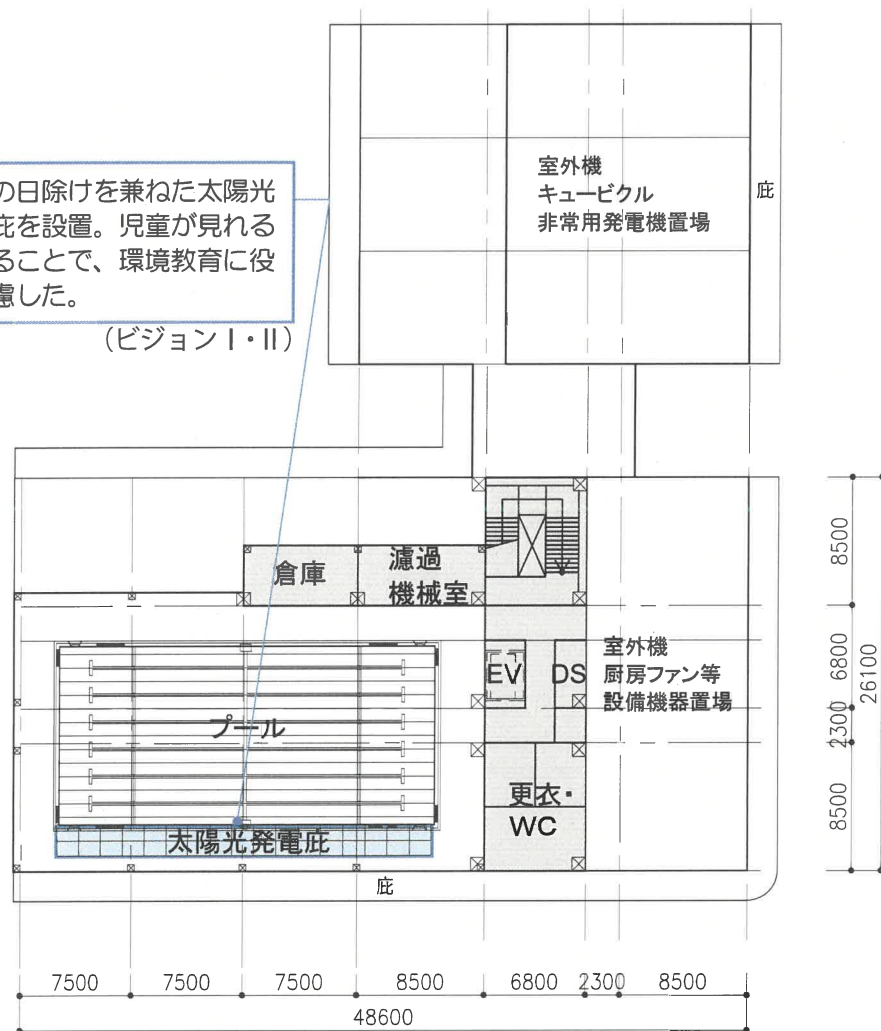 の日除けを兼ねた太陽光
庇を設置。児童が見れる
ることで、環境教育に役
慮した。
(ビジョンⅠ・Ⅱ)
室外機
キュービクル
非常用発電機置場
庇
倉庫
濾過
機械室
EV
DS
室外機
厨房ファン等
設備機器置場
プール
更衣・
WC
太陽光発電庇
庇
8500
6800
2300
8500
26100
7500
7500
7500
8500
6800
2300
8500
48600